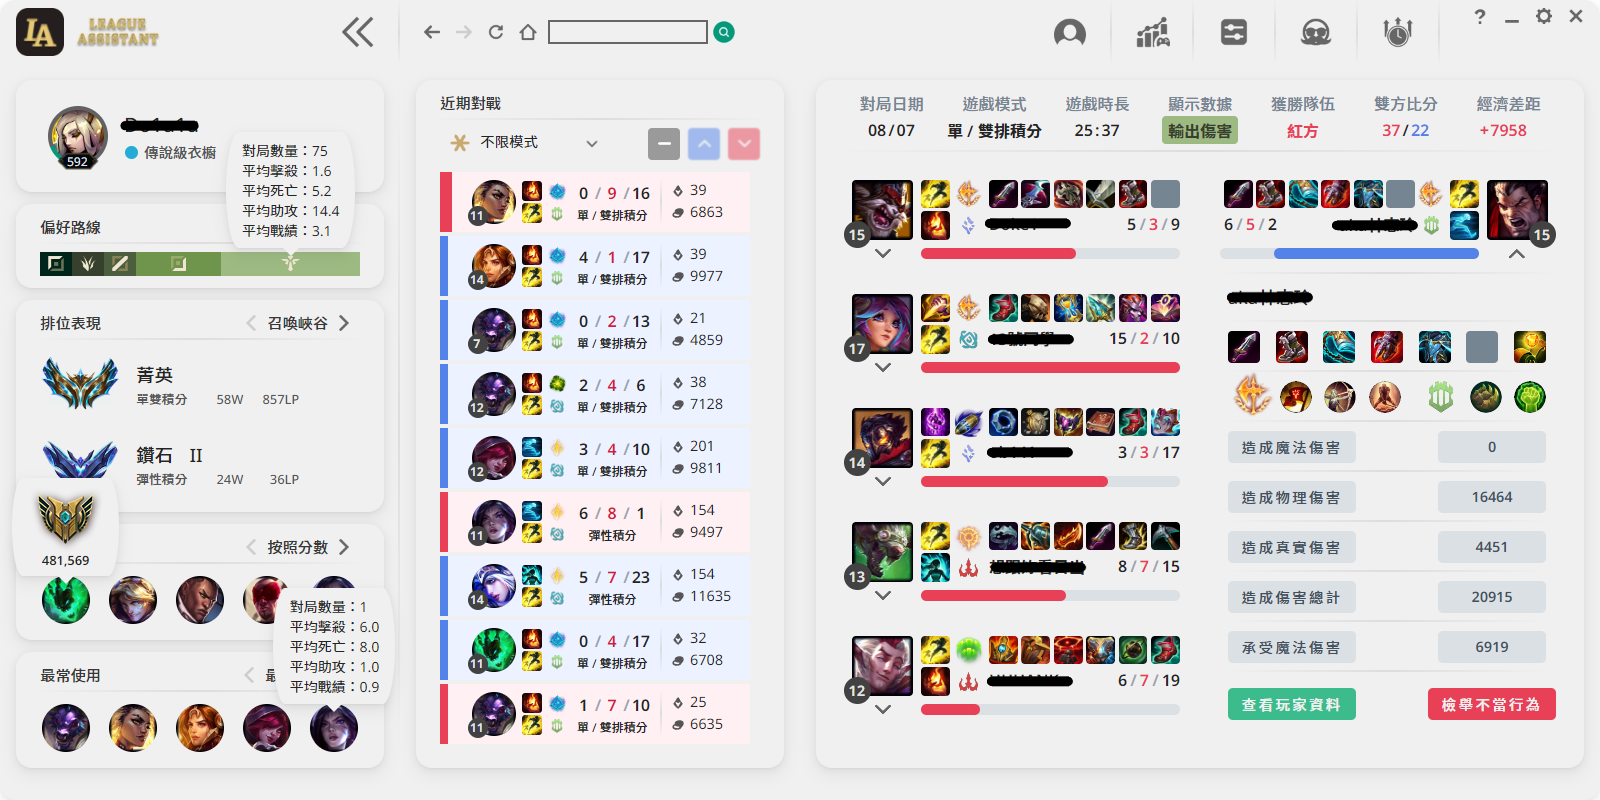 LA
LEAGUE
ASSISTANT
?
592
傳說級衣櫥
對局數量：75
平均擊殺：1.6
平均死亡：5.2
平均助攻：14.4
平均戰績：3.1
偏好路線
排位表現
召喚峽谷
菁英
單雙積分 58W 857LP
鑽石 II
彈性積分 24W 36LP
481,569
按照分數
對局數量：1
平均擊殺：6.0
平均死亡：8.0
平均助攻：1.0
平均戰績：0.9
最常使用
近期對戰
不限模式
11
0 / 9 / 16
單 / 雙排積分
39
6863
14
4 / 1 / 17
單 / 雙排積分
39
9977
7
0 / 2 / 13
單 / 雙排積分
21
4859
12
2 / 4 / 6
單 / 雙排積分
38
7128
12
3 / 4 / 10
單 / 雙排積分
201
9811
11
6 / 8 / 1
彈性積分
154
9497
14
5 / 7 / 23
彈性積分
154
11635
11
0 / 4 / 17
單 / 雙排積分
32
6708
11
1 / 7 / 10
單 / 雙排積分
25
6635
對局日期 遊戲模式 遊戲時長 顯示數據 獲勝隊伍 雙方比分 經濟差距
08/07 單 / 雙排積分 25:37 輸出傷害 紅方 37/22 +7958
15
5 / 3 / 9
17
15 / 2 / 10
14
3 / 3 / 17
13
8 / 7 / 15
12
6 / 7 / 19
6 / 5 / 2
15
造成魔法傷害 0
造成物理傷害 16464
造成真實傷害 4451
造成傷害總計 20915
承受魔法傷害 6919
查看玩家資料 檢舉不當行為